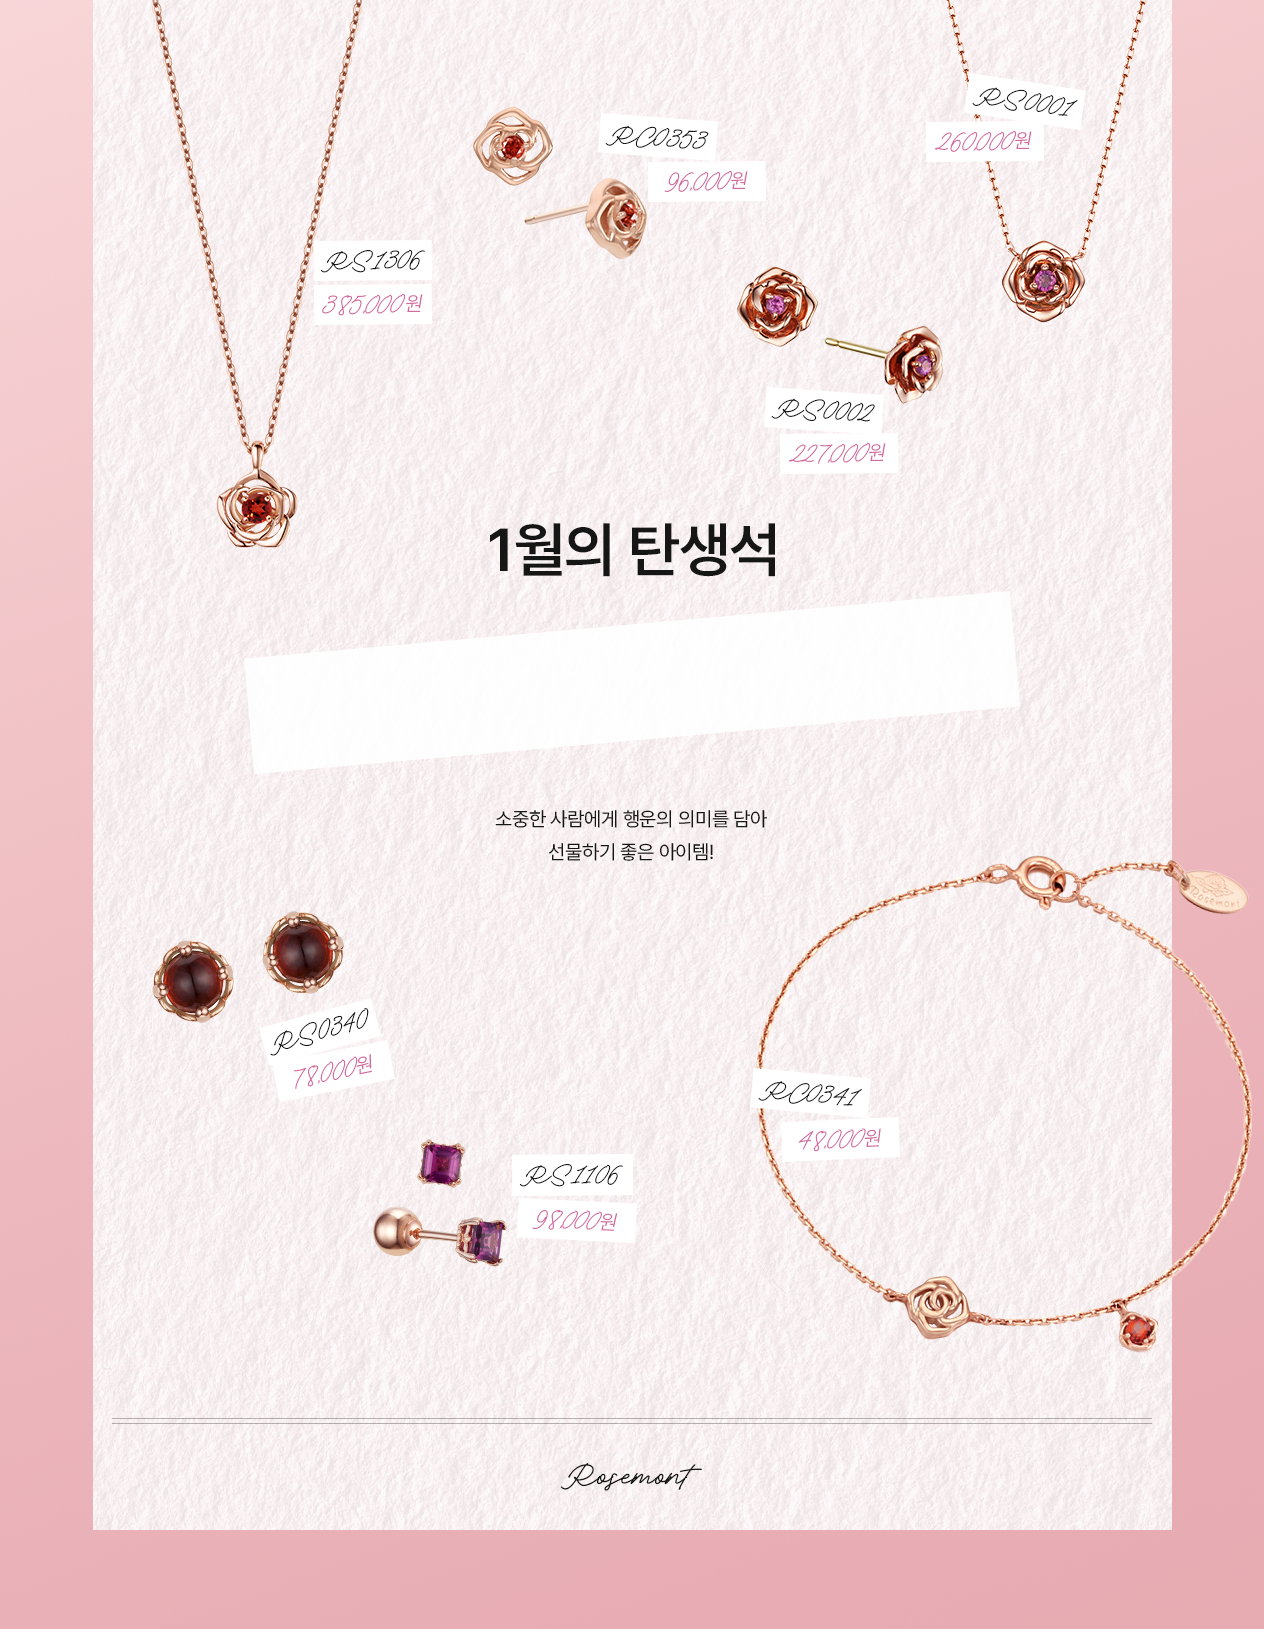 RS0001
260,000원
RC0353
96,000원
RS1306
385,000원
RS0002
227,000원
1월의 탄생석
소중한 사람에게 행운의 의미를 담아
선물하기 좋은 아이템!
Rosemont
RS0340
78,000원
RC0341
48,000원
RS1106
98,000원
Rosemont